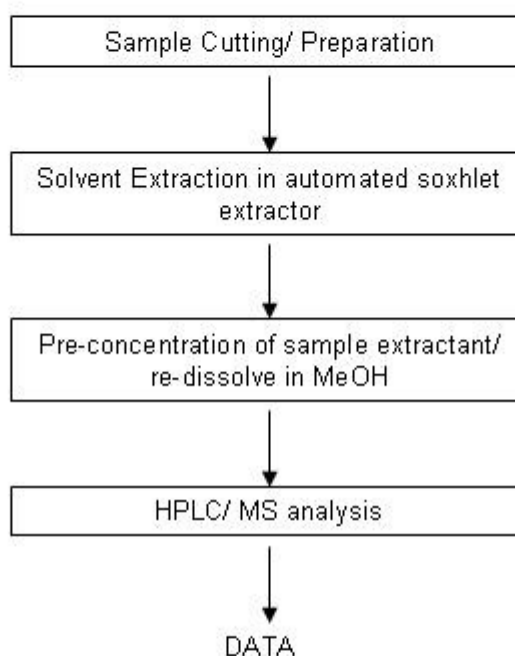 Sample Cutting/ Preparation
Solvent Extraction in automated soxhlet
extractor
Pre-concentration of sample extractant/
re-dissolve in MeOH
HPLC/ MS analysis
DATA